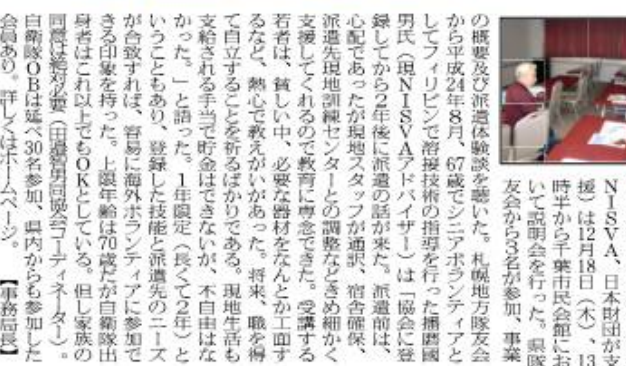 NISVA、日本財団が支
援）は12月18日（木）、13
時半から千葉市民会館にお
いて説明会を行った。県隊
友会から3名が参加、事業
の概要及び派遣体験談を聴いた。札幌地方隊友会
から平成24年8月、67歳でシニアボランティアと
してフィリピンで溶接技術の指導を行った播磨國
男氏（現NISVAアドバイザー）は「協会に登
録してから2年後に派遣の話が来た。派遣前は、
心配であったが現地スタッフが通訳、宿舎確保、
派遣先現地訓練センターとの調整などきめ細かく
支援してくれるので教育に専念できた。受講する
若者は、貧しい中、必要な器材をなんとか工面す
るなど、熱心で教えがいがあった。将来、職を得
て自立することを祈るばかりである。現地生活も
支給される手当で貯金はできないが、不自由はな
かった。」と語った。1年限定（長くて2年）と
いうこともあり、登録した技能と派遣先のニーズ
が合致すれば、容易に海外ボランティアに参加で
きる印象を持った。上限年齢は70歳だが自衛隊出
身者はこれ以上でもOKとしている。但し家族の
同意は絶対必要（田邉智男同協会コーディネーター）。
自衛隊OBは延べ30名参加、県内からも参加した
会員あり。詳しくはホームページ。【事務局長】